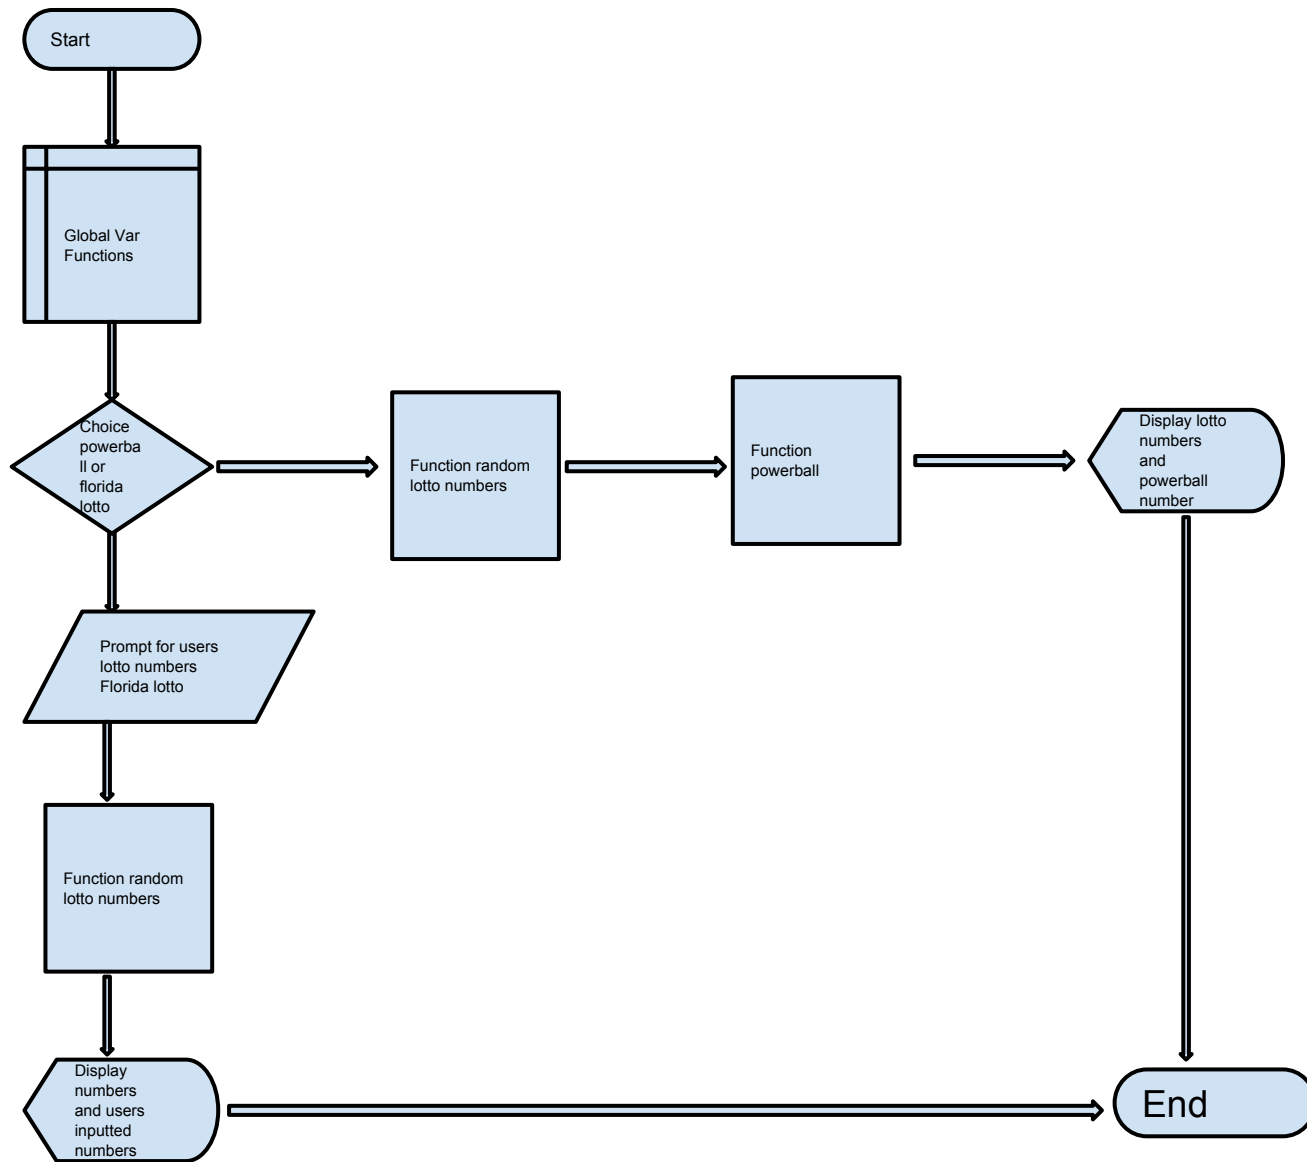 Start
Global Var
Functions
Choice
powerba
ll or
florida
lotto
Function random
lotto numbers
Function
powerball
Display lotto
numbers
and
powerball
number
Prompt for users
lotto numbers
Florida lotto
Function random
lotto numbers
Display
numbers
and users
inputted
numbers
End